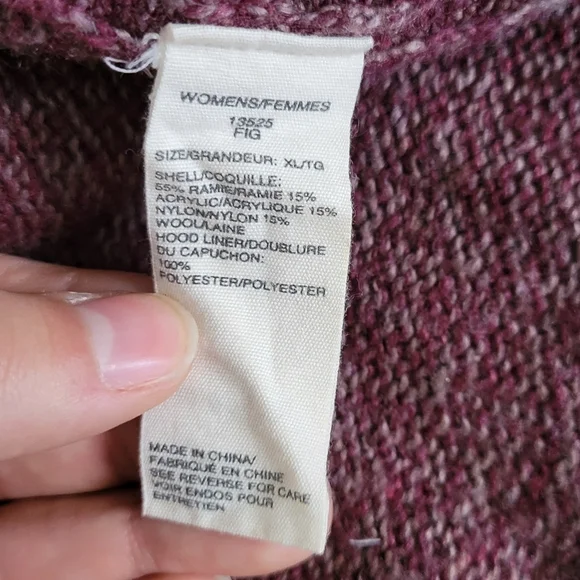 WOMENS/FEMMES
13525
FIG
SIZE/GRANDEUR: XL/TG
SHELL/COQUILLE:
55% RAMIE/RAMIE 15%
ACRYLIC/ACRYLIQUE 15%
NYLON/NYLON 15%
WOOL/LAINE
HOOD LINER/DOUBLURE
DU CAPUCHON:
100%
POLYESTER/POLYESTER
MADE IN CHINA/
FABRIQUÉ EN CHINE
SEE REVERSE FOR CARE
VOIR ENDOS POUR
ENTRETIEN